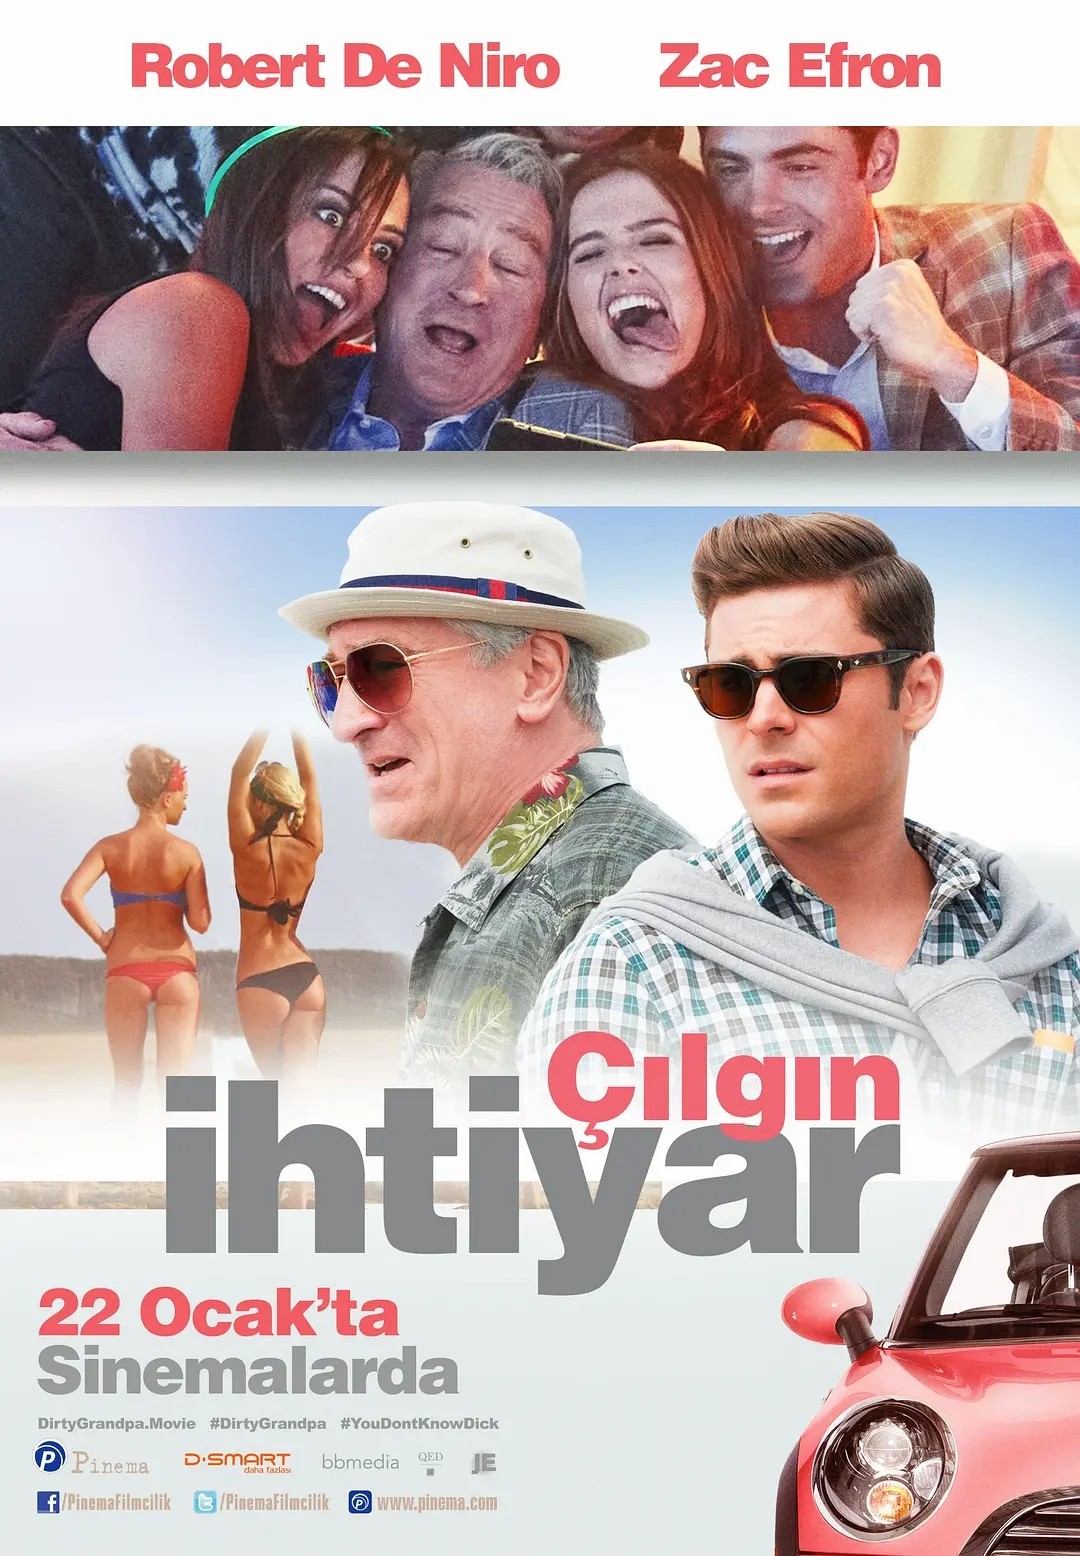 Robert De Niro Zac Efron
Çılgın
ihtiyar
22 Ocak'ta
Sinemalarda
DirtyGrandpa.Movie #DirtyGrandpa #YouDontKnowDick
P Pinema D·SMART daha fazlası bbmedia QED JE
f /PinemaFilmcilik t /PinemaFilmcilik P www.pinema.com